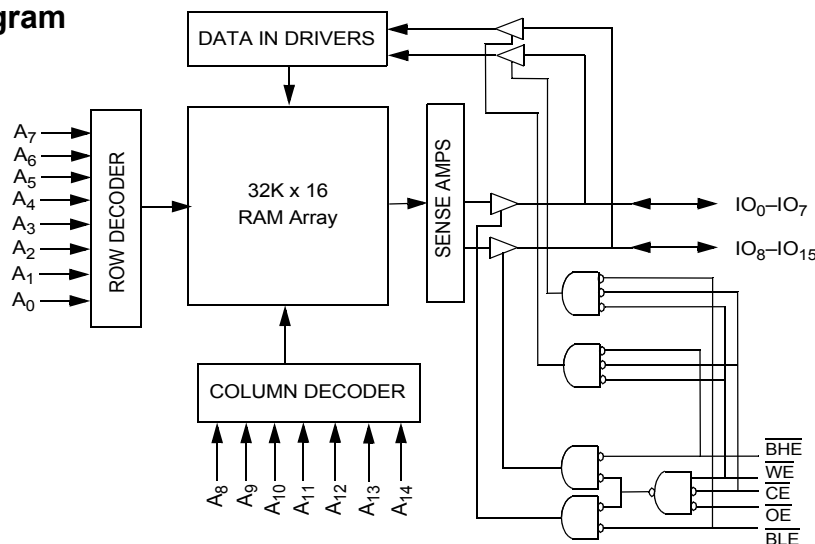 gram
DATA IN DRIVERS
A7
A6
A5
A4
A3
A2
A1
A0
ROW DECODER
32K x 16
RAM Array
SENSE AMPS
IO0–IO7
IO8–IO15
COLUMN DECODER
A8
A9
A10
A11
A12
A13
A14
BHE
WE
CE
OE
BLE